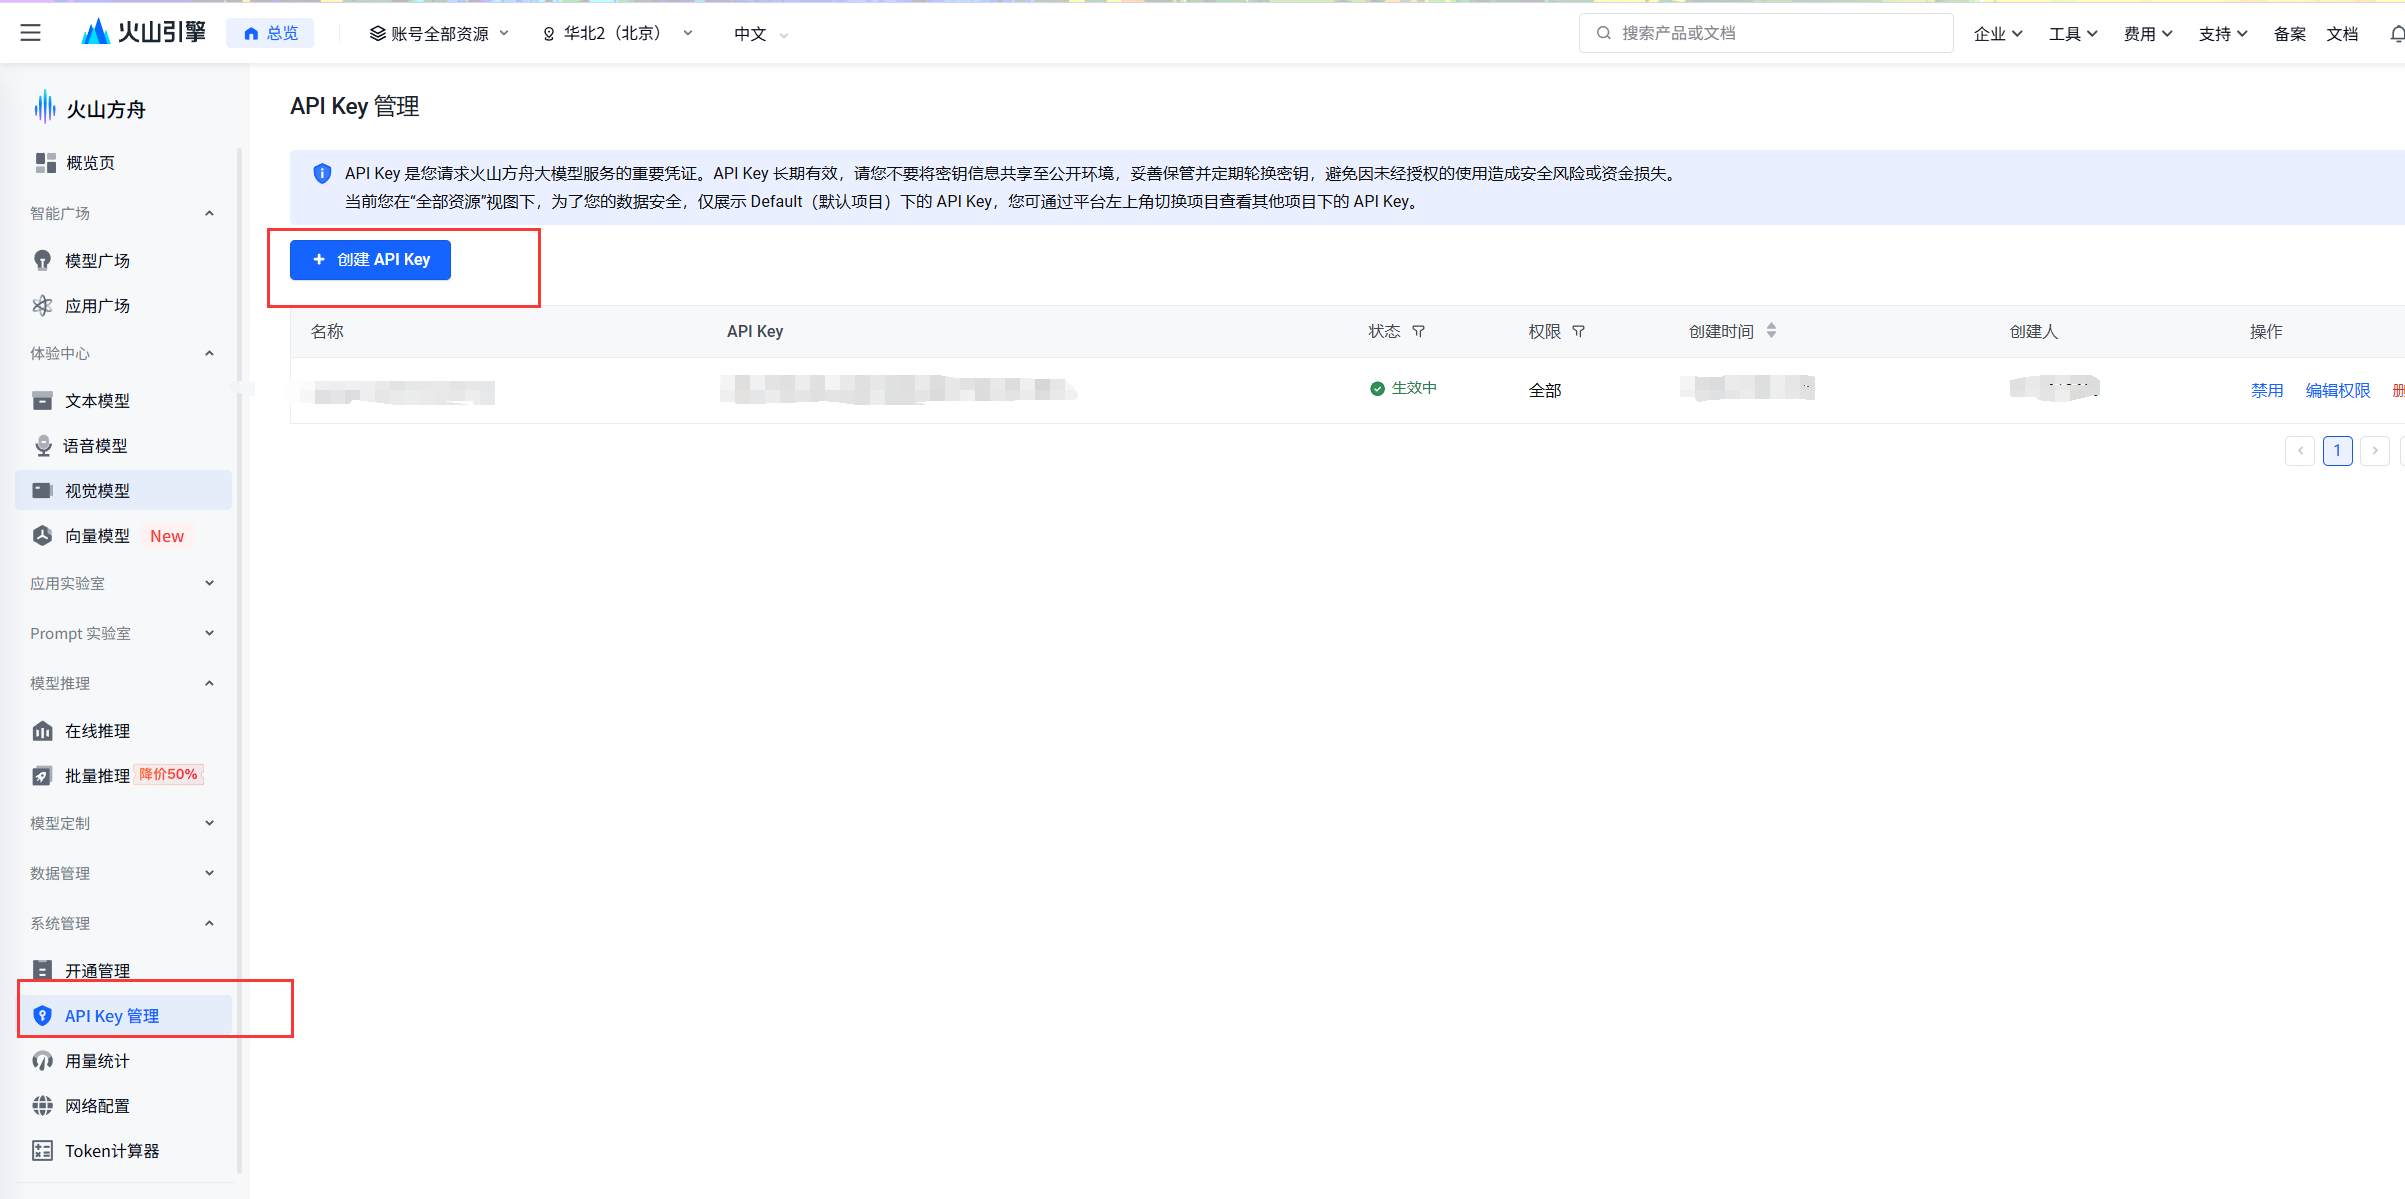 火山引擎
总览
账号全部资源
华北2（北京）
中文
搜索产品或文档
企业
工具
费用
支持
备案
文档
火山方舟
概览页
智能广场
模型广场
应用广场
体验中心
文本模型
语音模型
视觉模型
向量模型 New
应用实验室
Prompt 实验室
模型推理
在线推理
批量推理 降价50%
模型定制
数据管理
系统管理
开通管理
API Key 管理
用量统计
网络配置
Token计算器
API Key 管理
API Key 是您请求火山方舟大模型服务的重要凭证。API Key 长期有效，请您不要将密钥信息共享至公开环境，妥善保管并定期轮换密钥，避免因未经授权的使用造成安全风险或资金损失。
当前您在“全部资源”视图下，为了您的数据安全，仅展示 Default（默认项目）下的 API Key，您可通过平台左上角切换项目查看其他项目下的 API Key。
+ 创建 API Key
名称 API Key 状态 权限 创建时间 创建人 操作
生效中 全部 禁用 编辑权限
1